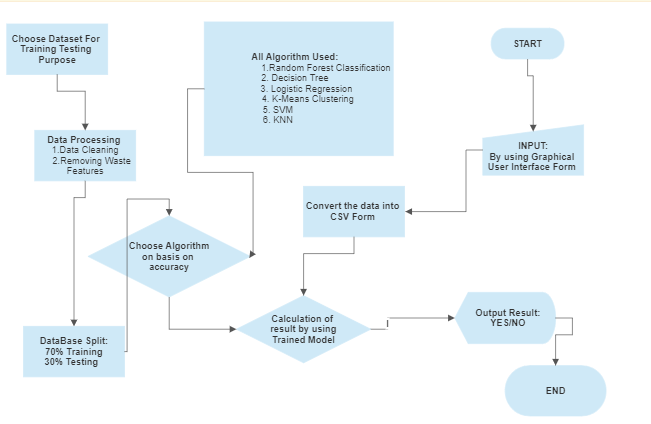 Choose Dataset For
Training Testing
Purpose
All Algorithm Used:
1.Random Forest Classification
2. Decision Tree
3. Logistic Regression
4. K-Means Clustering
5. SVM
6. KNN
START
Data Processing
1.Data Cleaning
2.Removing Waste
Features
INPUT:
By using Graphical
User Interface Form
Convert the data into
CSV Form
Choose Algorithm
on basis on
accuracy
DataBase Split:
70% Training
30% Testing
Calculation of
result by using
Trained Model
Output Result:
YES/NO
END